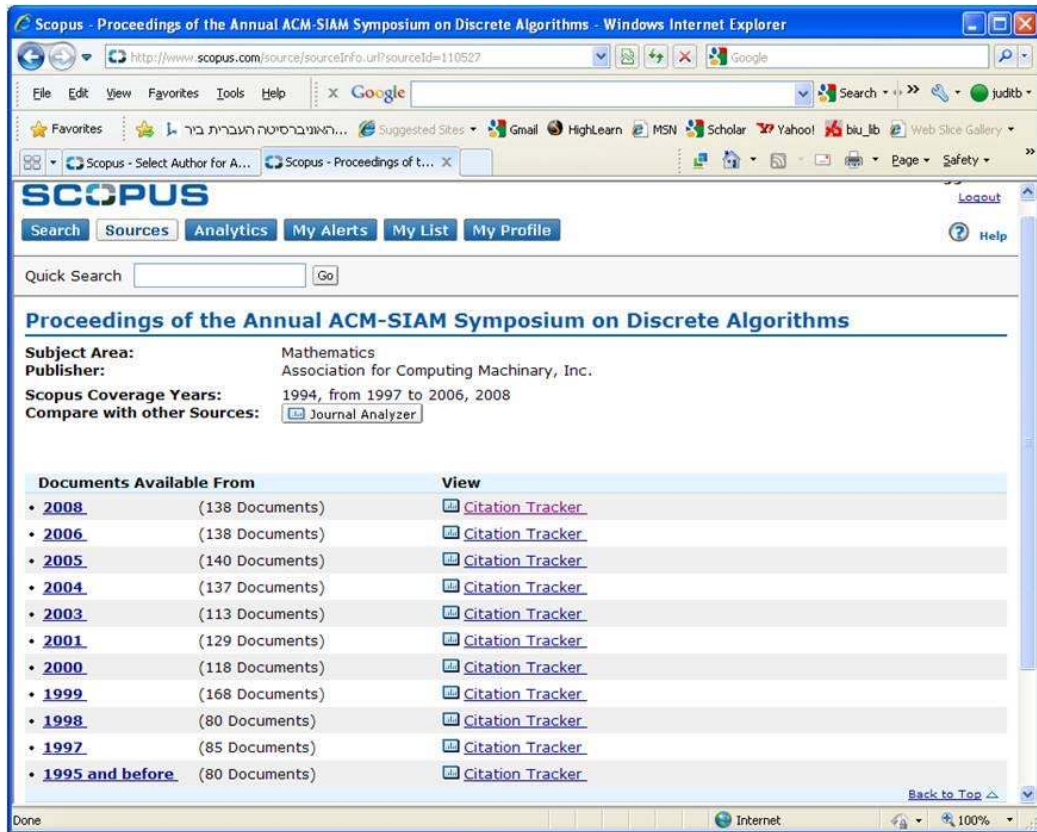 Scopus - Proceedings of the Annual ACM-SIAM Symposium on Discrete Algorithms - Windows Internet Explorer
http://www.scopus.com/source/sourceInfo.url?sourceId=110527 Google
File Edit View Favorites Tools Help x Google Search juditb
Favorites האוניברסיטה העברית ביר... Suggested Sites Gmail HighLearn MSN Scholar Yahoo! biu_lib Web Slice Gallery
Scopus - Select Author for A... Scopus - Proceedings of t... Page Safety
SCOPUS
Logout
Search Sources Analytics My Alerts My List My Profile Help
Quick Search Go
Proceedings of the Annual ACM-SIAM Symposium on Discrete Algorithms
Subject Area: Mathematics
Publisher: Association for Computing Machinery, Inc.
Scopus Coverage Years: 1994, from 1997 to 2006, 2008
Compare with other Sources: Journal Analyzer
Documents Available From View
• 2008 (138 Documents) Citation Tracker
• 2006 (138 Documents) Citation Tracker
• 2005 (140 Documents) Citation Tracker
• 2004 (137 Documents) Citation Tracker
• 2003 (113 Documents) Citation Tracker
• 2001 (129 Documents) Citation Tracker
• 2000 (118 Documents) Citation Tracker
• 1999 (168 Documents) Citation Tracker
• 1998 (80 Documents) Citation Tracker
• 1997 (85 Documents) Citation Tracker
• 1995 and before (80 Documents) Citation Tracker
Back to Top
Done Internet 100%